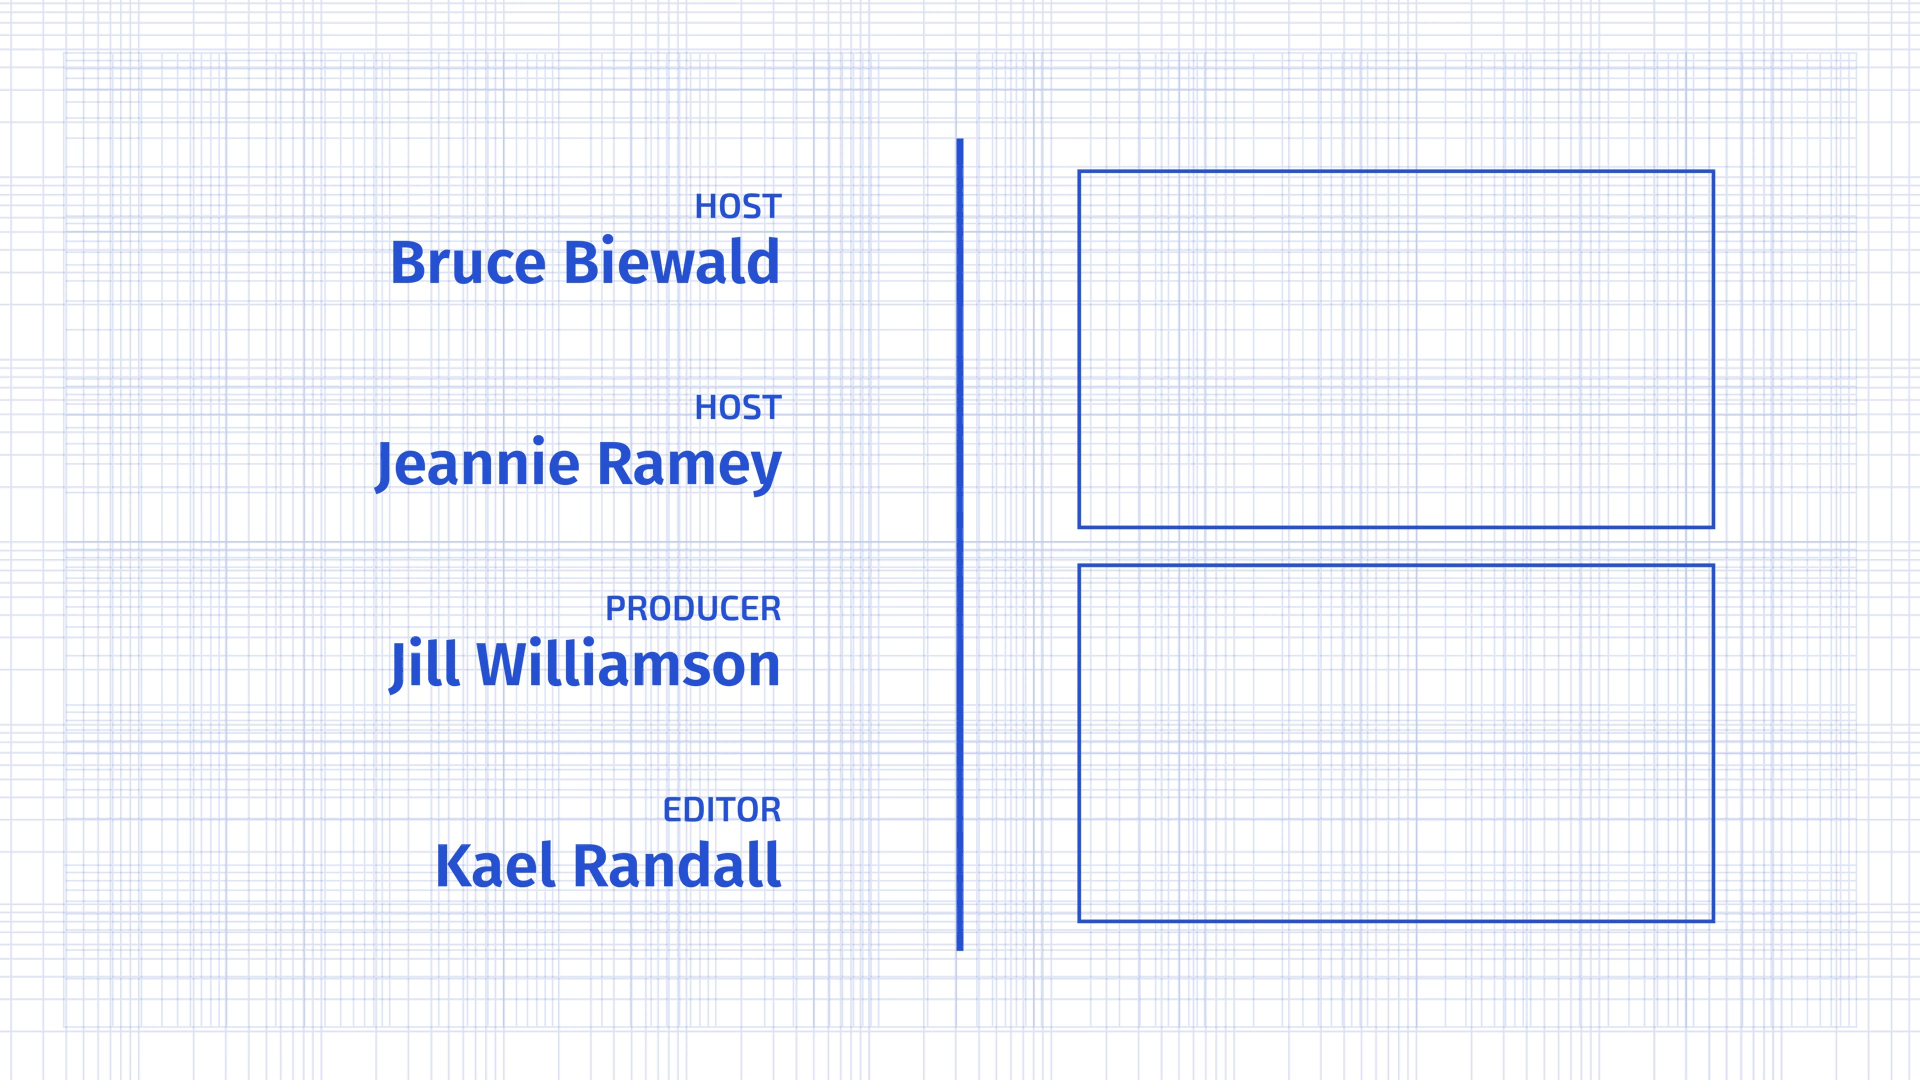 HOST
Bruce Biewald
HOST
Jeannie Ramey
PRODUCER
Jill Williamson
EDITOR
Kael Randall